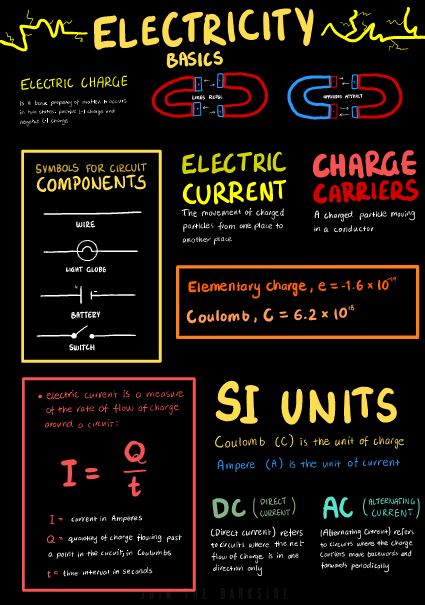 ELECTRICITY
BASICS
ELECTRIC CHARGE
Is a basic property of matter. It occurs
in two states: positive (+) charge and
negative (-) charge
LIKES REPEL
OPPOSITES ATTRACT
SYMBOLS FOR CIRCUIT
COMPONENTS
WIRE
LIGHT GLOBE
BATTERY
SWITCH
ELECTRIC
CURRENT
The movement of charged
particles from one place to
another place
CHARGE
CARRIERS
A charged particle moving
in a conductor
Elementary charge, e = -1.6 × 10⁻¹⁹
Coulomb, C = 6.2 × 10¹⁸
• electric current is a measure
of the rate of flow of charge
around a circuit:
I = Q
t
I = current in Amperes
Q = quantity of charge flowing past
a point in the circuit, in Coulombs
t = time interval in seconds
SI UNITS
Coulomb (C) is the unit of charge
Ampere (A) is the unit of current
DC (DIRECT
CURRENT)
(Direct current) refers
to circuits where the net
flow of charge is in one
direction only
AC (ALTERNATING
CURRENT)
(Alternating Current) refers
to circuits where the charge
carriers move backwards and
forwards periodically
JOIN THE DARKSIDE